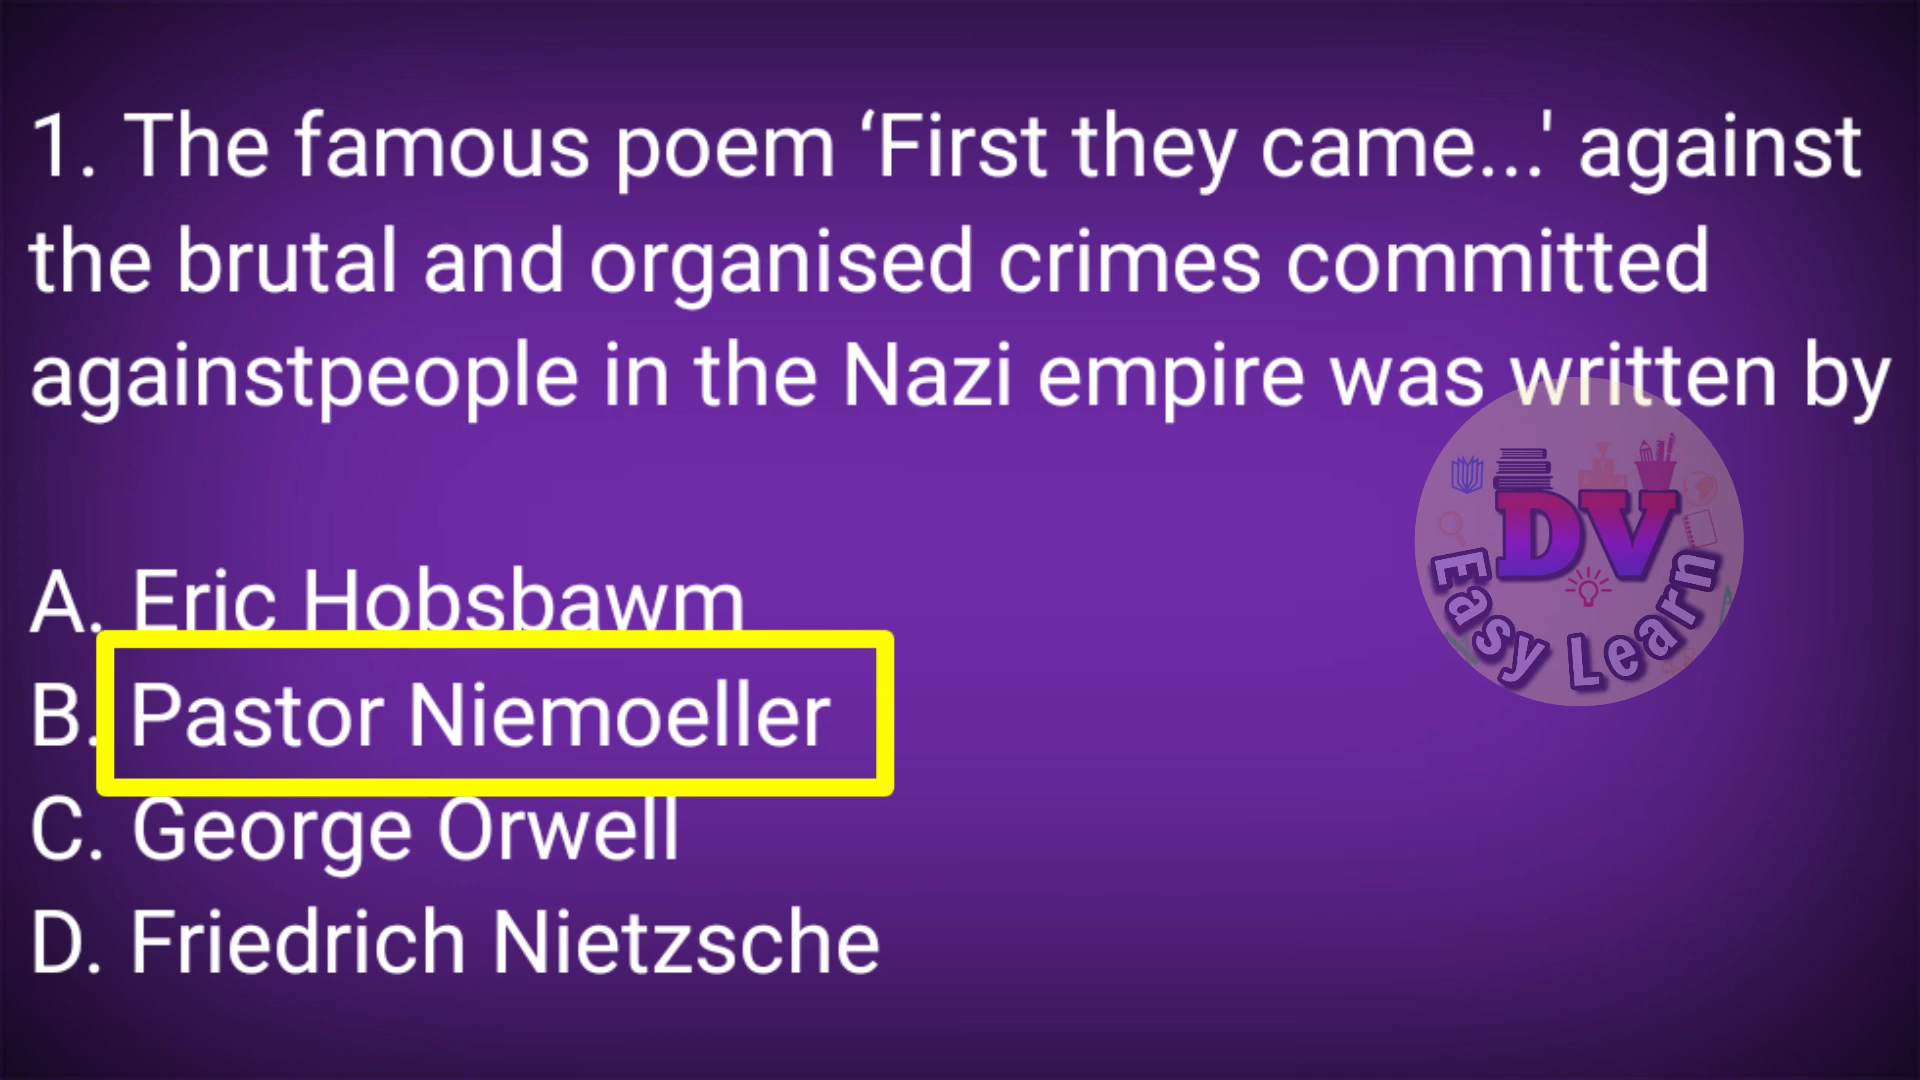 1. The famous poem ‘First they came...' against
the brutal and organised crimes committed
againstpeople in the Nazi empire was written by
A. Eric Hobsbawm
B. Pastor Niemoeller
C. George Orwell
D. Friedrich Nietzsche
DV
Easy Learn